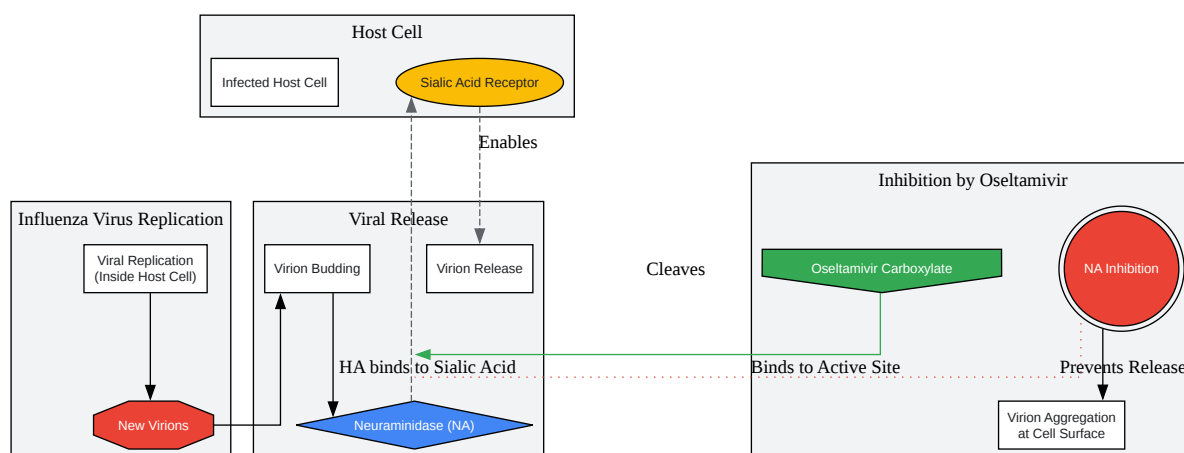 Host Cell
Infected Host Cell
Sialic Acid Receptor
Enables
Inhibition by Oseltamivir
Influenza Virus Replication
Viral Release
Viral Replication
(Inside Host Cell)
Virion Budding
Virion Release
Cleaves
Oseltamivir Carboxylate
NA Inhibition
HA binds to Sialic Acid
Binds to Active Site
Prevents Release
New Virions
Neuraminidase (NA)
Virion Aggregation
at Cell Surface